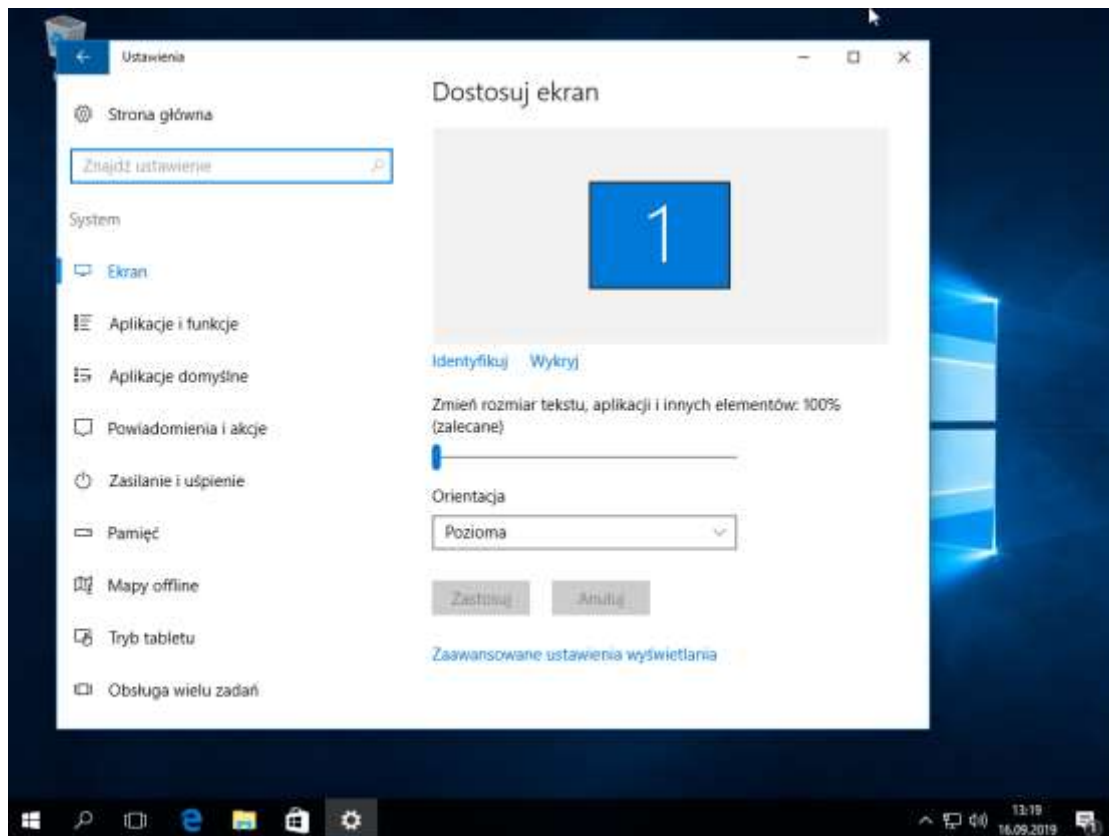 Ustawienia
Strona główna
Znajdź ustawienie
System
Ekran
Aplikacje i funkcje
Aplikacje domyślne
Powiadomienia i akcje
Zasilanie i uśpienie
Pamięć
Mapy offline
Tryb tabletu
Obsługa wielu zadań
Dostosuj ekran
1
Identyfikuj Wykryj
Zmień rozmiar tekstu, aplikacji i innych elementów: 100%
(zalecane)
Orientacja
Pozioma
Zastosuj Anuluj
Zaawansowane ustawienia wyświetlania
13:19
16.09.2019